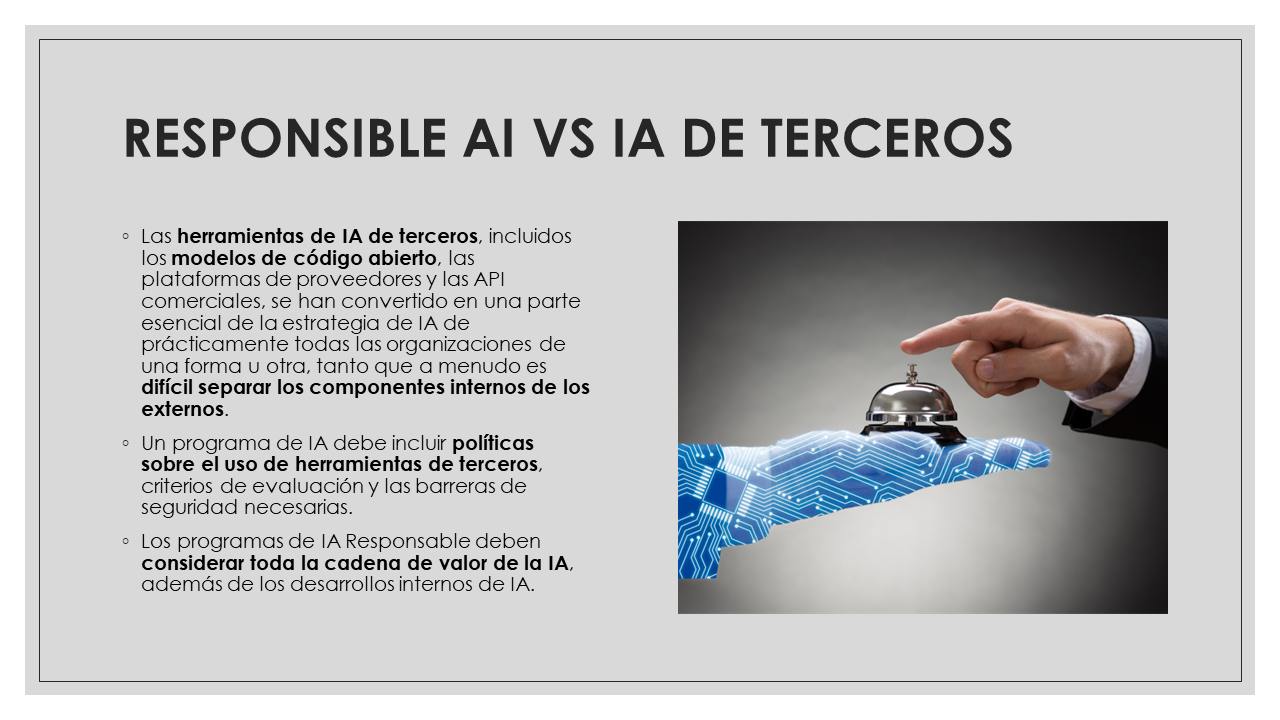 RESPONSIBLE AI VS IA DE TERCEROS
◦ Las herramientas de IA de terceros, incluidos
los modelos de código abierto, las
plataformas de proveedores y las API
comerciales, se han convertido en una parte
esencial de la estrategia de IA de
prácticamente todas las organizaciones de
una forma u otra, tanto que a menudo es
difícil separar los componentes internos de los
externos.
◦ Un programa de IA debe incluir políticas
sobre el uso de herramientas de terceros,
criterios de evaluación y las barreras de
seguridad necesarias.
◦ Los programas de IA Responsable deben
considerar toda la cadena de valor de la IA,
además de los desarrollos internos de IA.